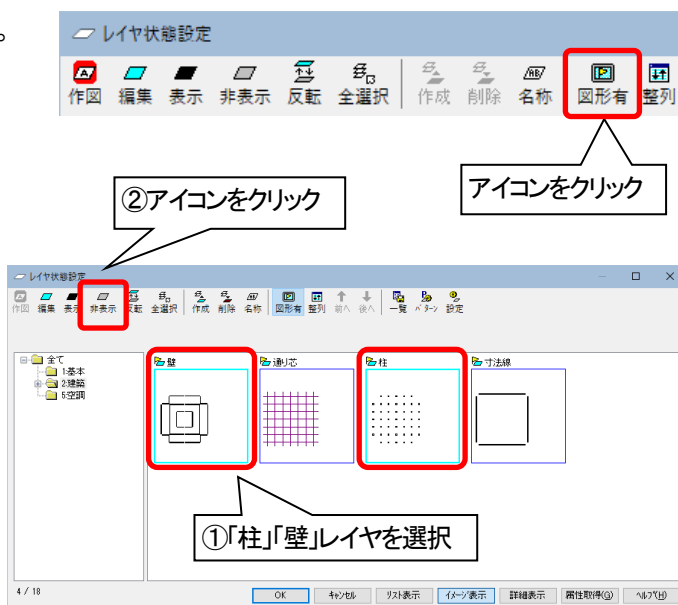 。
レイヤ状態設定
作図 編集 表示 非表示 反転 全選択 作成 削除 名称 図形有 整列
②アイコンをクリック
アイコンをクリック
レイヤ状態設定
作図 編集 表示 非表示 反転 全選択 作成 削除 名称 図形有 整列 前へ 後へ 一覧 パターン 設定
全て
1:基本
2:建築
5:空調
壁 通り芯 柱 寸法線
①「柱」「壁」レイヤを選択
4 / 18
OK キャンセル リスト表示 イメージ表示 詳細表示 属性取得(G) ヘルプ(H)